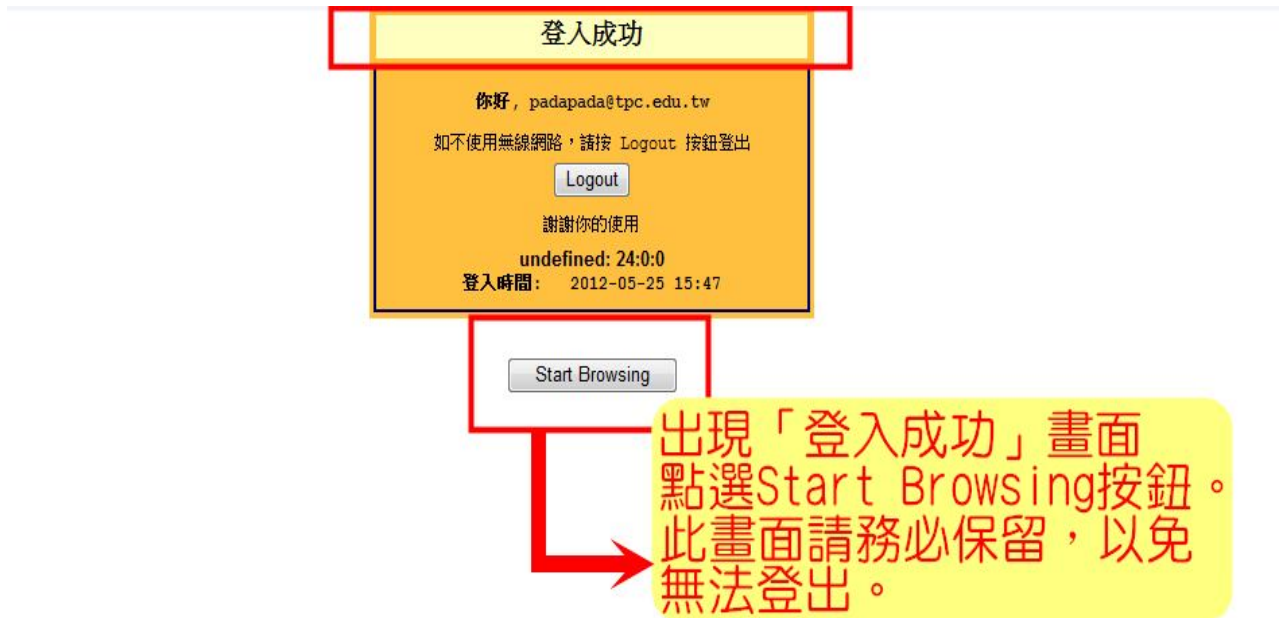 登入成功
你好, padapada@tpc.edu.tw
如不使用無線網路，請按 Logout 按鈕登出
Logout
謝謝你的使用
undefined: 24:0:0
登入時間: 2012-05-25 15:47
Start Browsing
出現「登入成功」畫面
點選Start Browsing按鈕。
此畫面請務必保留，以免
無法登出。